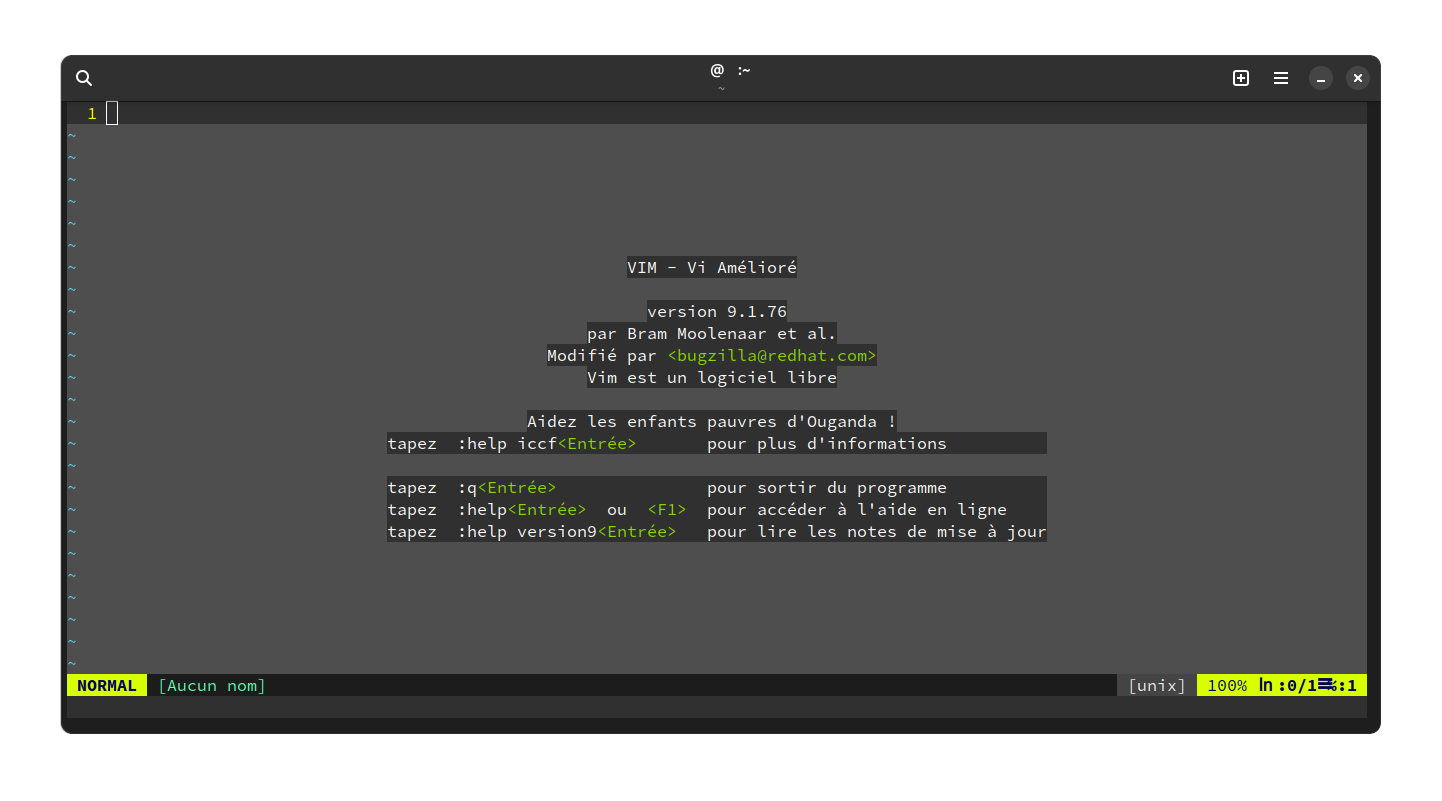 @ :~
~
1
~
~
~
~
~
~
~ VIM - Vi Amélioré
~
~ version 9.1.76
~ par Bram Moolenaar et al.
~ Modifié par <bugzilla@redhat.com>
~ Vim est un logiciel libre
~
~ Aidez les enfants pauvres d'Ouganda !
~ tapez :help iccf<Entrée> pour plus d'informations
~
~ tapez :q<Entrée> pour sortir du programme
~ tapez :help<Entrée> ou <F1> pour accéder à l'aide en ligne
~ tapez :help version9<Entrée> pour lire les notes de mise à jour
~
~
~
~
~
~
NORMAL [Aucun nom] [unix] 100% ln :0/1 :1